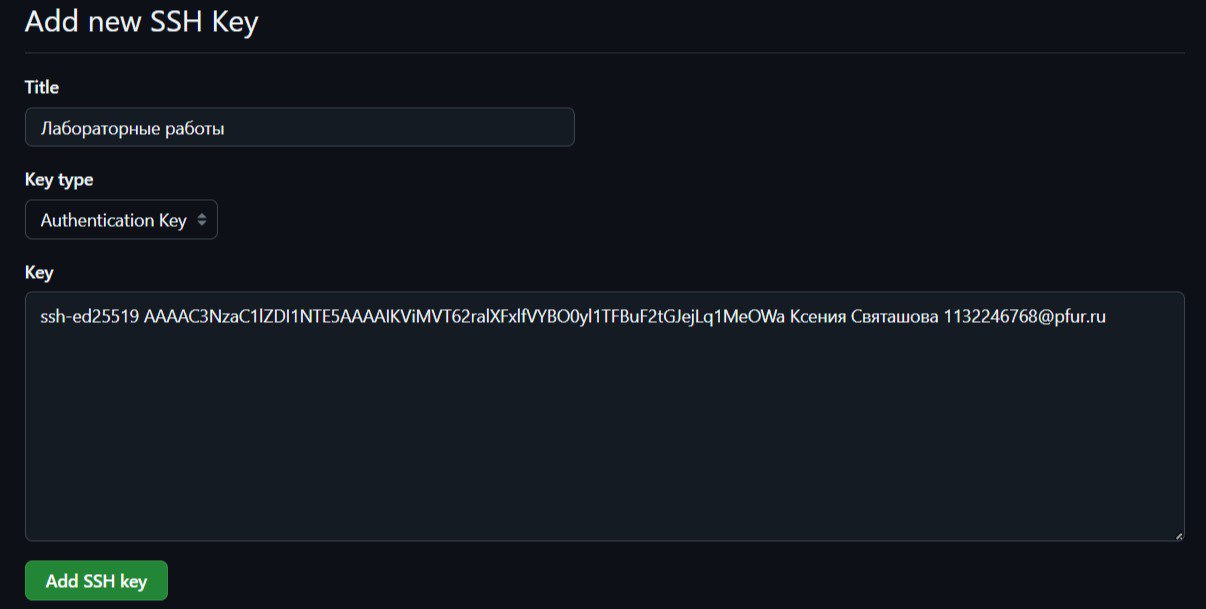 Add new SSH Key
Title
Лабораторные работы
Key type
Authentication Key
Key
ssh-ed25519 AAAAC3NzaC1lZDI1NTE5AAAAIKViMVT62ralXFxlfVYBO0yl1TFBuF2tGJejLq1MeOWa Ксения Святашова 1132246768@pfur.ru
Add SSH key